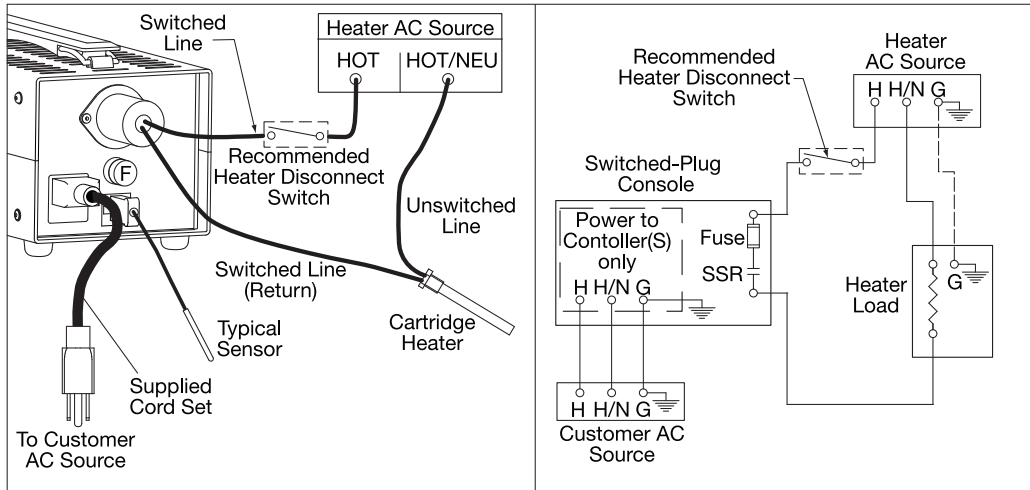 Switched
Line
Heater AC Source
HOT
HOT/NEU
Recommended
Heater Disconnect
Switch
F
Unswitched
Line
Switched Line
(Return)
Typical
Sensor
Cartridge
Heater
Supplied
Cord Set
To Customer
AC Source
Heater
AC Source
Recommended
Heater Disconnect
Switch
H H/N G
Switched-Plug
Console
Power to
Contoller(S)
only
H H/N G
Fuse
SSR
Heater
Load
G
H H/N G
Customer AC
Source